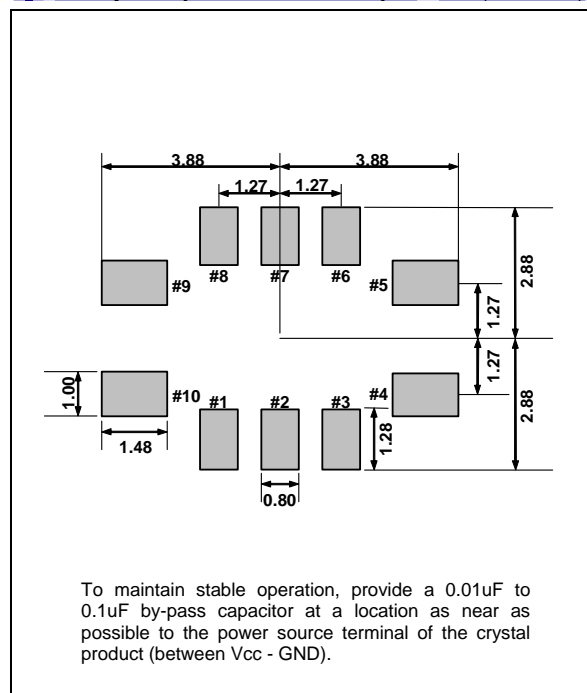 3.88 3.88
1.27 1.27
#8 #7 #6
#9 #5
2.88
1.27
1.27
2.88
1.00
#10 #4
#1 #2 #3
1.28
1.48
0.80
To maintain stable operation, provide a 0.01uF to
0.1uF by-pass capacitor at a location as near as
possible to the power source terminal of the crystal
product (between Vcc - GND).